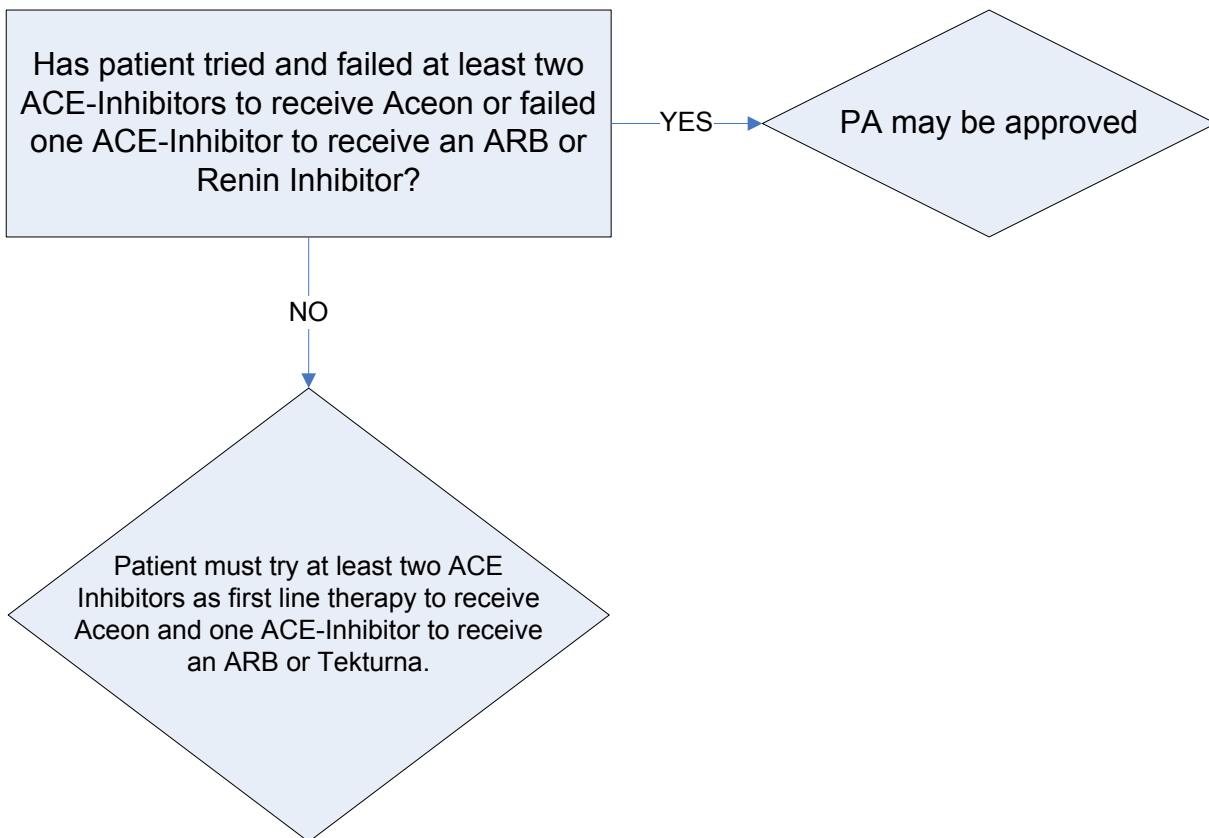 Has patient tried and failed at least two
ACE-Inhibitors to receive Aceon or failed
one ACE-Inhibitor to receive an ARB or
Renin Inhibitor?
YES
PA may be approved
NO
Patient must try at least two ACE
Inhibitors as first line therapy to receive
Aceon and one ACE-Inhibitor to receive
an ARB or Tekturna.